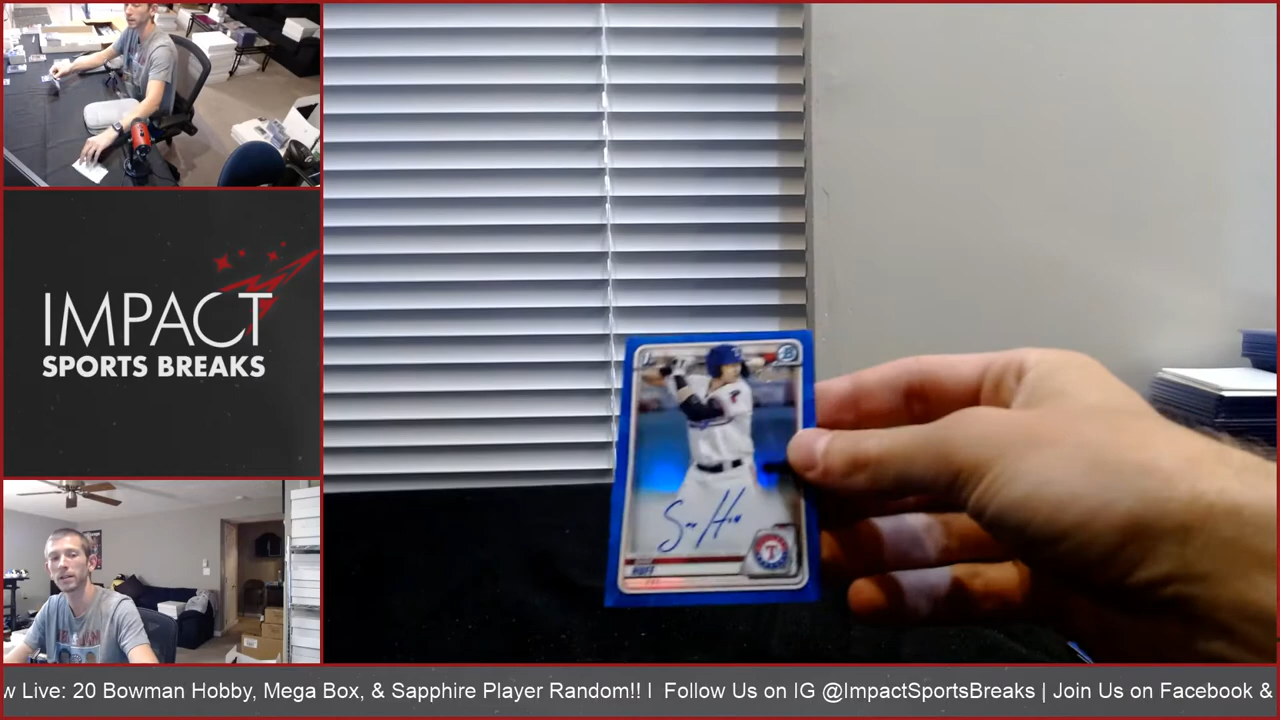 IMPACT
SPORTS BREAKS
HUFF
T
w Live: 20 Bowman Hobby, Mega Box, & Sapphire Player Random!! I Follow Us on IG @ImpactSportsBreaks | Join Us on Facebook &